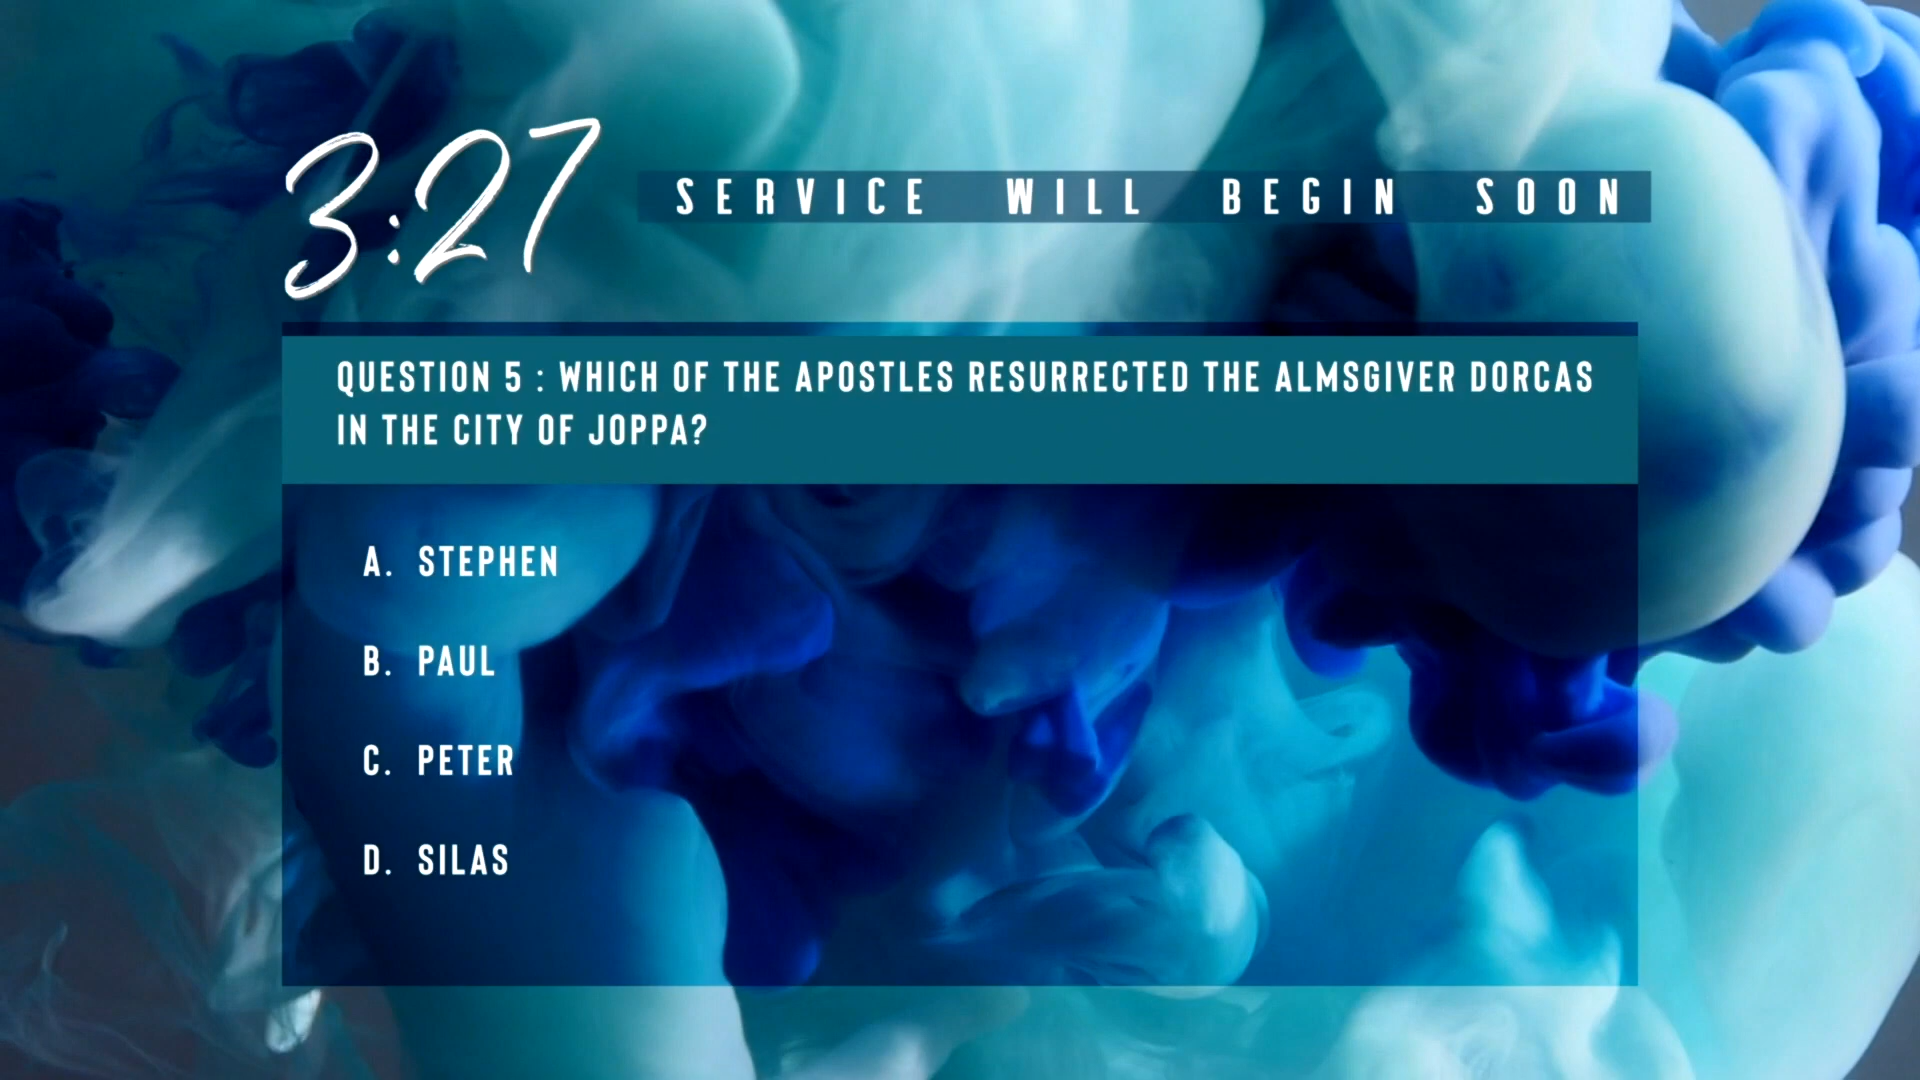 3:27
SERVICE WILL BEGIN SOON
QUESTION 5 : WHICH OF THE APOSTLES RESURRECTED THE ALMSGIVER DORCAS
IN THE CITY OF JOPPA?
A. STEPHEN
B. PAUL
C. PETER
D. SILAS